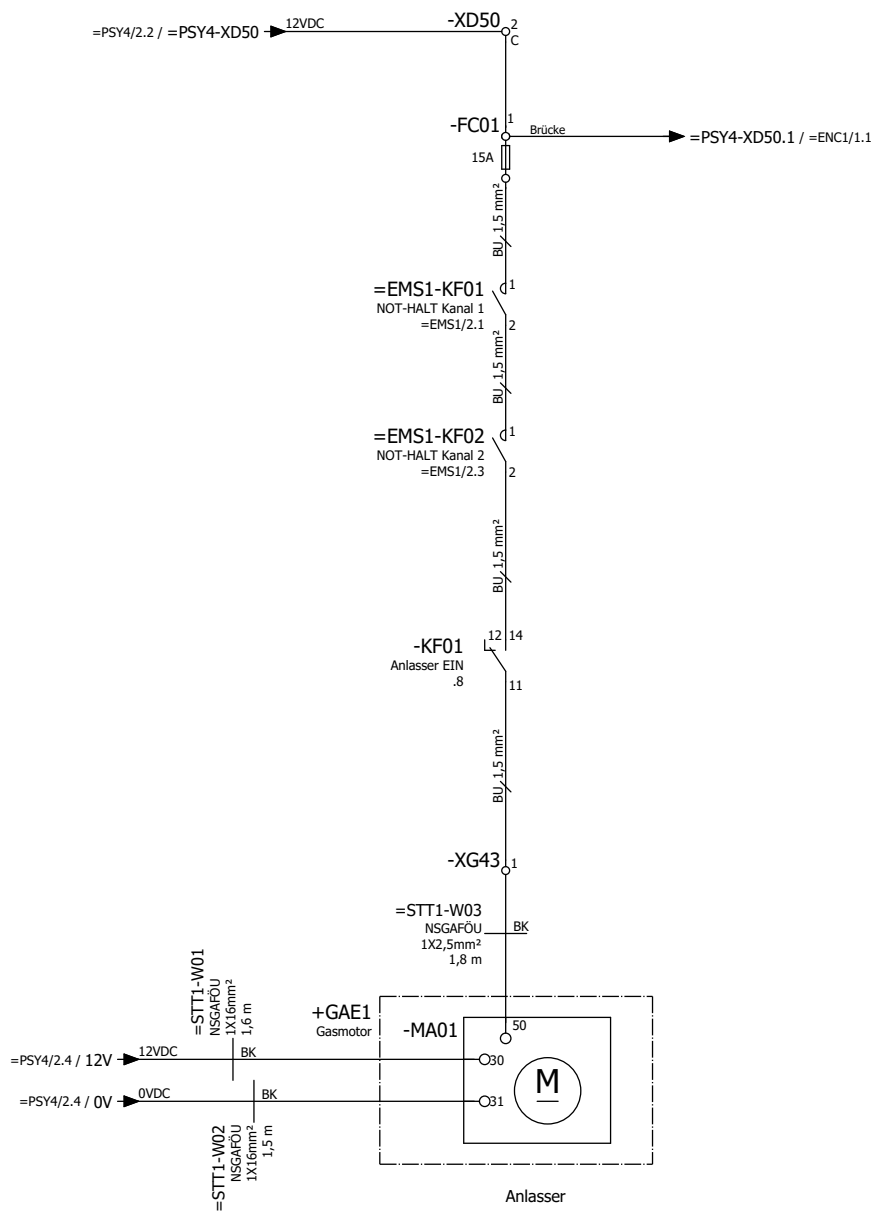 -XD50
2
C
=PSY4/2.2 / =PSY4-XD50
12VDC
-FC01
1
Brücke
=PSY4-XD50.1 / =ENC1/1.1
15A
BU 1,5 mm²
=EMS1-KF01
1
NOT-HALT Kanal 1
=EMS1/2.1
2
BU 1,5 mm²
=EMS1-KF02
1
NOT-HALT Kanal 2
=EMS1/2.3
2
BU 1,5 mm²
-KF01
12 14
Anlasser EIN
.8
11
BU 1,5 mm²
-XG43
1
=STT1-W03
NSGAFÖU
BK
1X2,5mm²
1,8 m
=STT1-W01
NSGAFÖU
1X16mm²
1,6 m
+GAE1
Gasmotor
-MA01
50
=PSY4/2.4 / 12V
12VDC
BK
30
M
=PSY4/2.4 / 0V
0VDC
BK
31
=STT1-W02
NSGAFÖU
1X16mm²
1,5 m
Anlasser